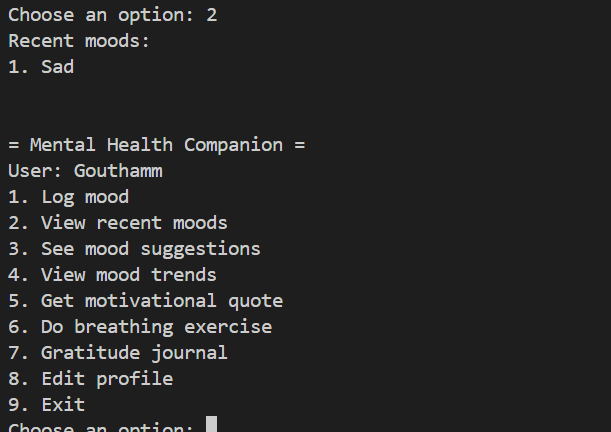 Choose an option: 2
Recent moods:
1. Sad
= Mental Health Companion =
User: Gouthamm
1. Log mood
2. View recent moods
3. See mood suggestions
4. View mood trends
5. Get motivational quote
6. Do breathing exercise
7. Gratitude journal
8. Edit profile
9. Exit
Choose an option: